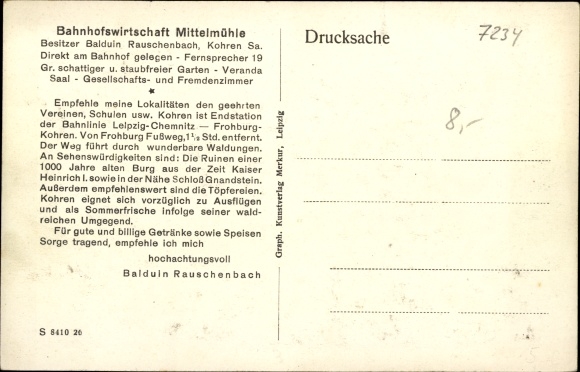 Bahnhofswirtschaft Mittelmühle
Besitzer Balduin Rauschenbach, Kohren Sa.
Direkt am Bahnhof gelegen - Fernsprecher 19
Gr. schattiger u. staubfreier Garten - Veranda
Saal - Gesellschafts- und Fremdenzimmer
*
Empfehle meine Lokalitäten den geehrten
Vereinen, Schulen usw. Kohren ist Endstation
der Bahnlinie Leipzig-Chemnitz — Frohburg-
Kohren. Von Frohburg Fußweg, 1 1/2 Std. entfernt.
Der Weg führt durch wunderbare Waldungen.
An Sehenswürdigkeiten sind: Die Ruinen einer
1000 Jahre alten Burg aus der Zeit Kaiser
Heinrich I. sowie in der Nähe Schloß Gnandstein.
Außerdem empfehlenswert sind die Töpfereien.
Kohren eignet sich vorzüglich zu Ausflügen
und als Sommerfrische infolge seiner wald-
reichen Umgegend.
Für gute und billige Getränke sowie Speisen
Sorge tragend, empfehle ich mich
hochachtungsvoll
Balduin Rauschenbach
S 8410 26
Graph. Kunstverlag Merkur, Leipzig
Drucksache
7234
8,-